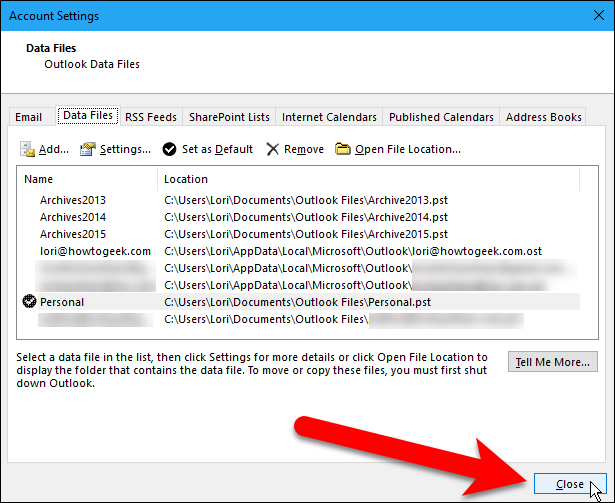 Account Settings
Data Files
Outlook Data Files
Email Data Files RSS Feeds SharePoint Lists Internet Calendars Published Calendars Address Books
Add... Settings... Set as Default Remove Open File Location...
Name Location
Archives2013 C:\Users\Lori\Documents\Outlook Files\Archive2013.pst
Archives2014 C:\Users\Lori\Documents\Outlook Files\Archive2014.pst
Archives2015 C:\Users\Lori\Documents\Outlook Files\Archive2015.pst
lori@howtogeek.com C:\Users\Lori\AppData\Local\Microsoft\Outlook\lori@howtogeek.com.ost
C:\Users\Lori\AppData\Local\Microsoft\Outlook\
C:\Users\Lori\AppData\Local\Microsoft\Outlook\
Personal C:\Users\Lori\Documents\Outlook Files\Personal.pst
C:\Users\Lori\Documents\Outlook Files\
Select a data file in the list, then click Settings for more details or click Open File Location to
display the folder that contains the data file. To move or copy these files, you must first shut
down Outlook.
Tell Me More...
Close